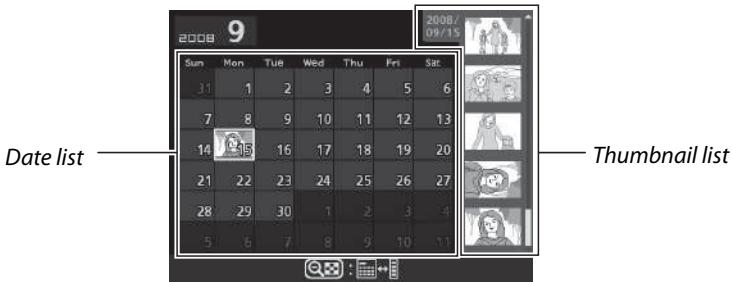 2008 9
2008/
09/15
Sun Mon Tue Wed Thu Fri Sat
31 1 2 3 4 5 6
7 8 9 10 11 12 13
14 15 16 17 18 19 20
21 22 23 24 25 26 27
28 29 30 1 2 3 4
5 6 7 8 9 10 11
:
Date list
Thumbnail list